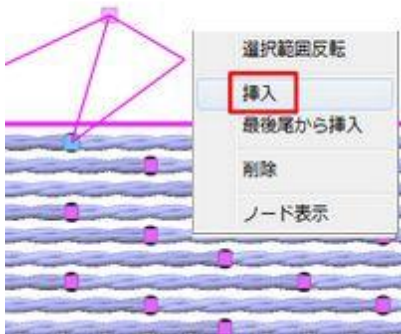 選択範囲反転
挿入
最後尾から挿入
削除
ノード表示